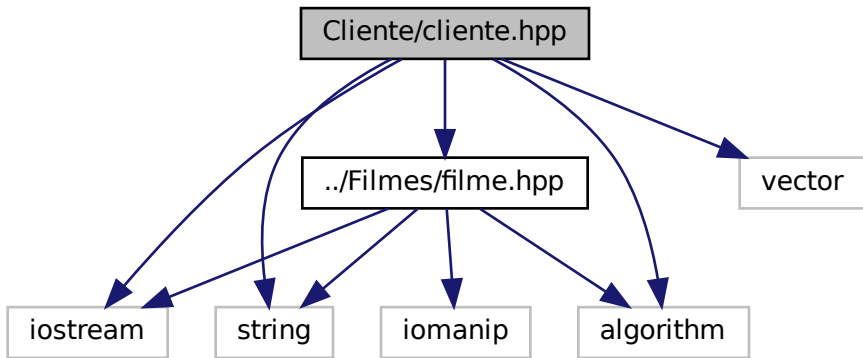 Cliente/cliente.hpp
../Filmes/filme.hpp
vector
iostream
string
iomanip
algorithm